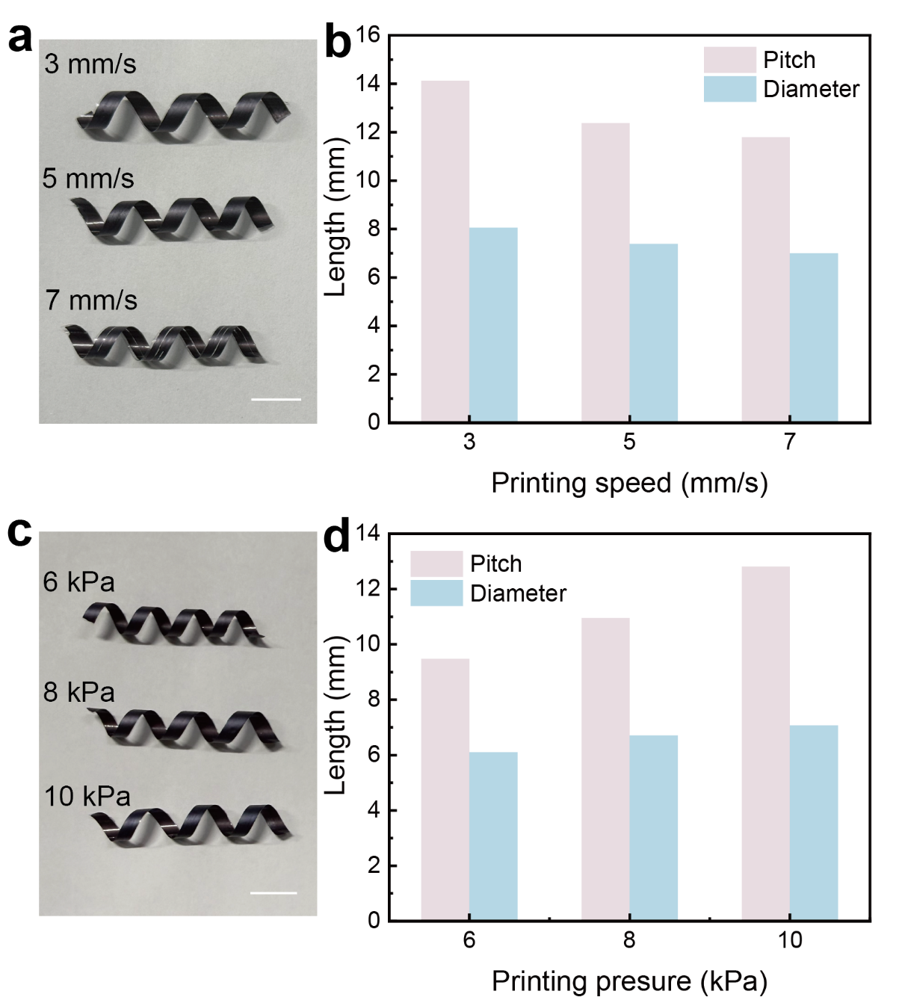 a
3 mm/s
5 mm/s
7 mm/s
b
16
14
12
10
8
6
4
2
0
Length (mm)
Pitch
Diameter
3 5 7
Printing speed (mm/s)
c
6 kPa
8 kPa
10 kPa
d
14
12
10
8
6
4
2
0
Length (mm)
Pitch
Diameter
6 8 10
Printing presure (kPa)